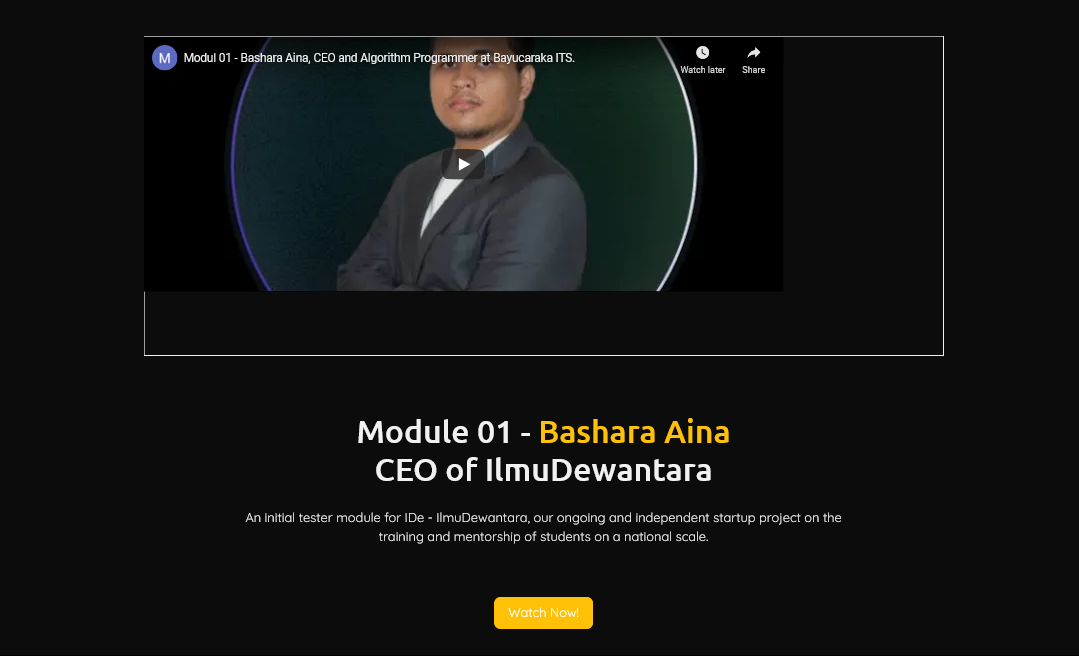 M
Modul 01 - Bashara Aina, CEO and Algorithm Programmer at Bayucaraka ITS.
Watch later
Share
Module 01 - Bashara Aina
CEO of IlmuDewantara
An initial tester module for IDe - IlmuDewantara, our ongoing and independent startup project on the
training and mentorship of students on a national scale.
Watch Now!